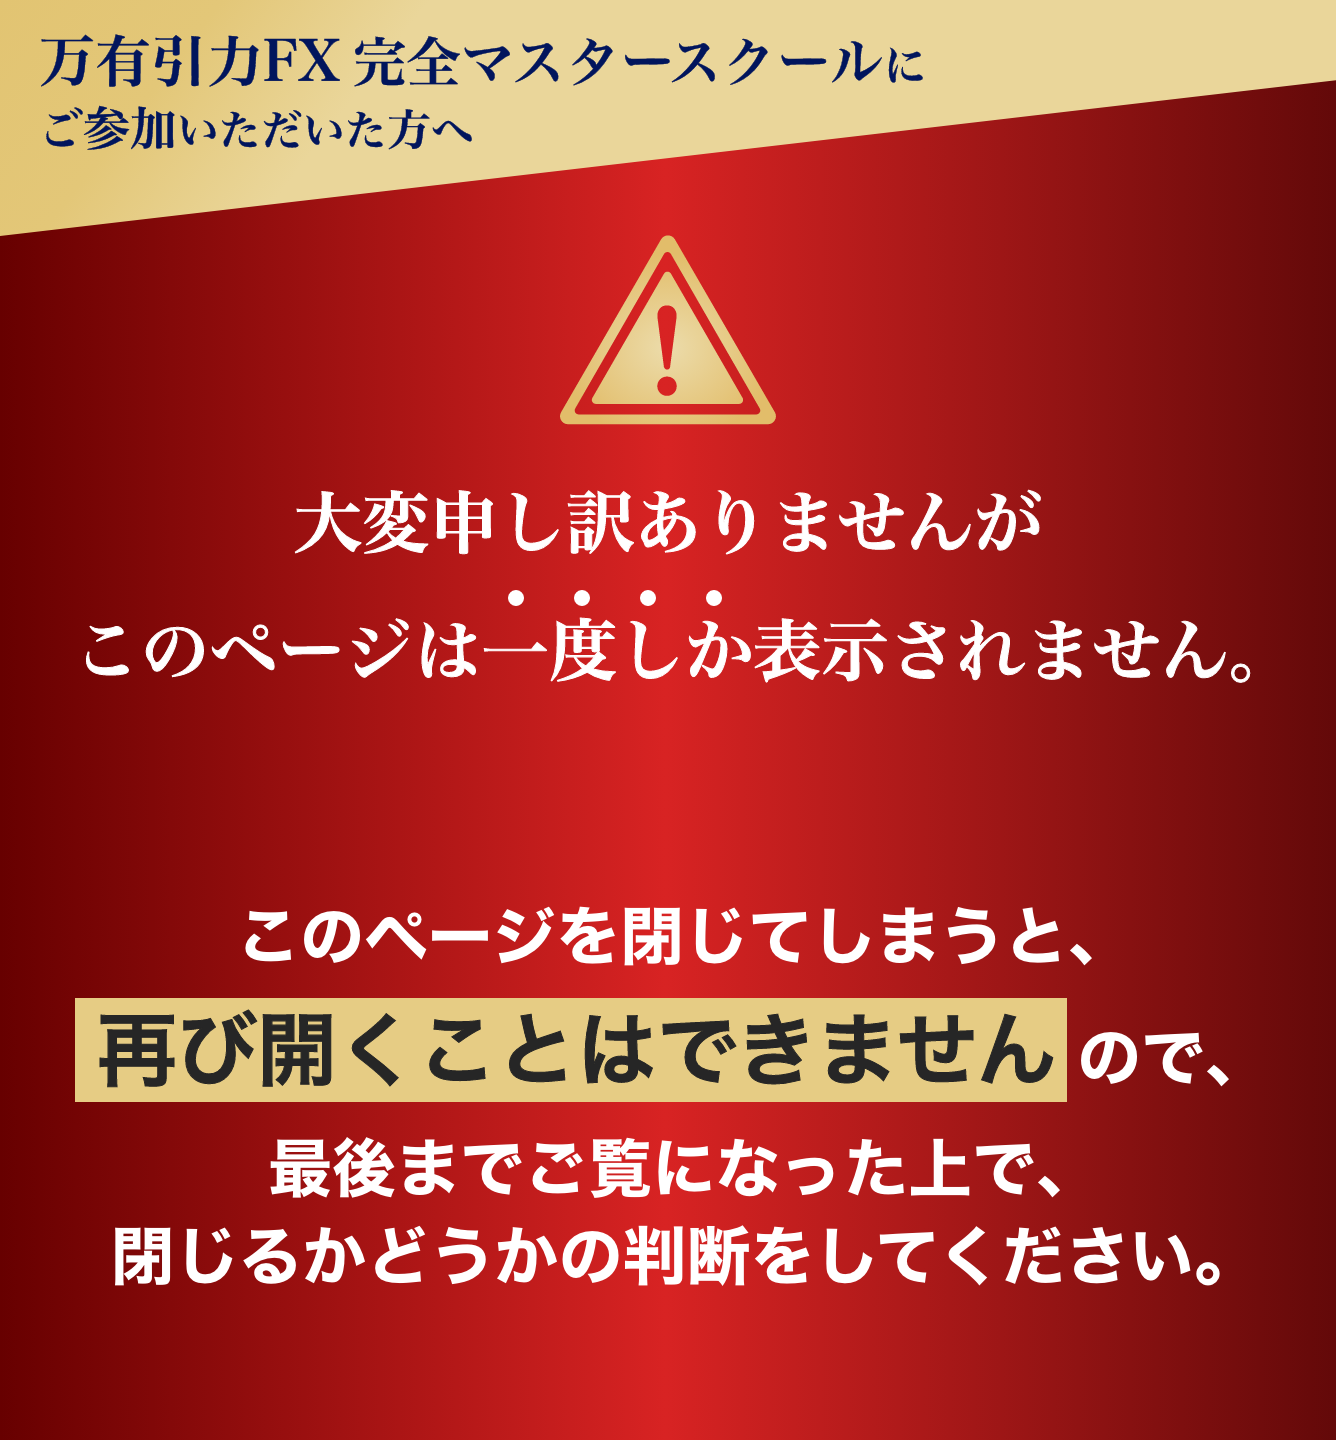 万有引力FX 完全マスタースクールに
ご参加いただいた方へ
大変申し訳ありませんが
このページは一度しか表示されません。
このページを閉じてしまうと、
再び開くことはできません ので、
最後までご覧になった上で、
閉じるかどうかの判断をしてください。